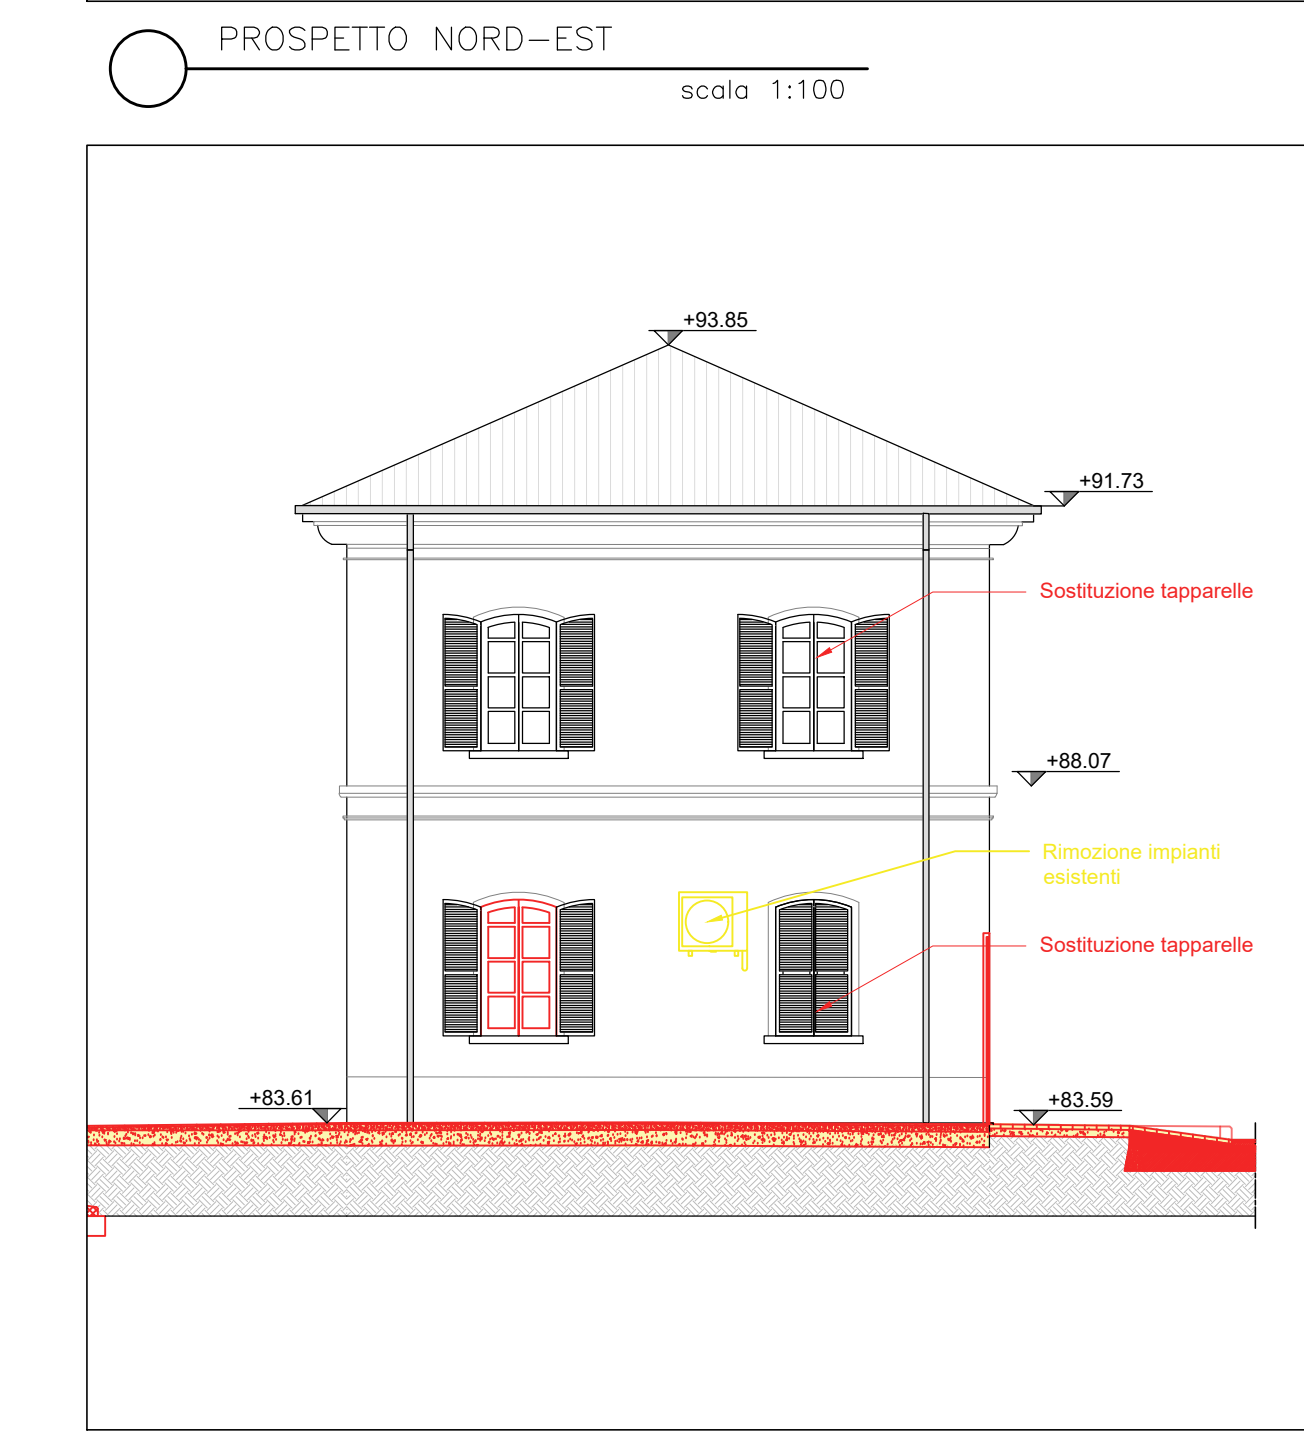 PROSPETTO NORD-EST
scala 1:100
+93.85
+91.73
Sostituzione tapparelle
+88.07
Rimozione impianti
esistenti
Sostituzione tapparelle
+83.61
+83.59